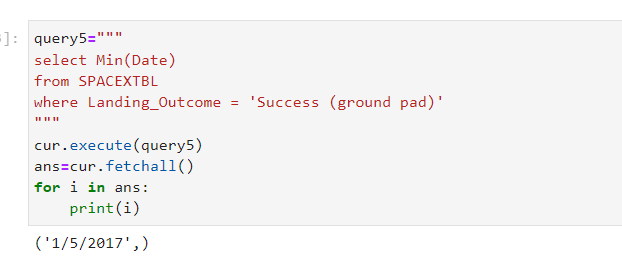 ]:
query5="""
select Min(Date)
from SPACEXTBL
where Landing_Outcome = 'Success (ground pad)'
"""
cur.execute(query5)
ans=cur.fetchall()
for i in ans:
    print(i)
('1/5/2017',)